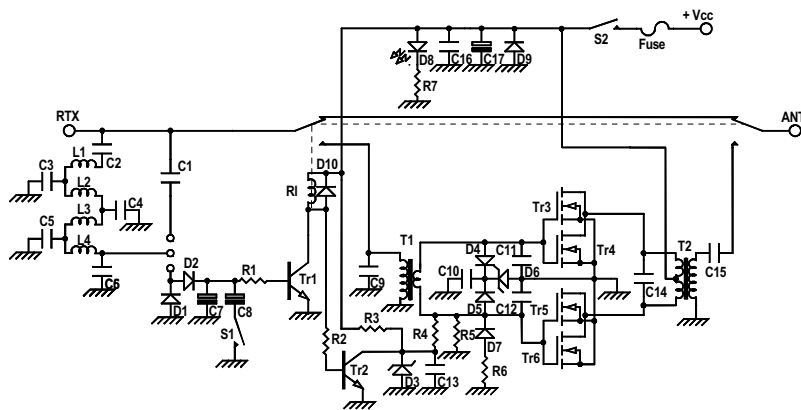 + Vcc
S2
Fuse
D8
C16
C17
D9
R7
RTX
ANT
L1
C2
C3
L2
C1
D10
C4
L3
RI
C5
L4
Tr3
T1
D4
C11
Tr4
T2
C6
D2
R1
Tr1
C9
C10
D6
C15
D1
C7
C8
D5
C12
Tr5
C14
S1
R3
R4
R5
D7
Tr6
R2
Tr2
D3
C13
R6